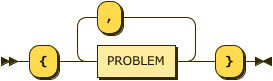 ,
{ PROBLEM }